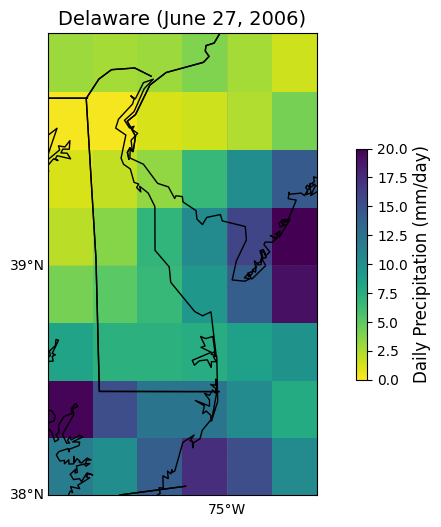 Delaware (June 27, 2006)
39°N
38°N
75°W
20.0
17.5
15.0
12.5
10.0
7.5
5.0
2.5
0.0
Daily Precipitation (mm/day)